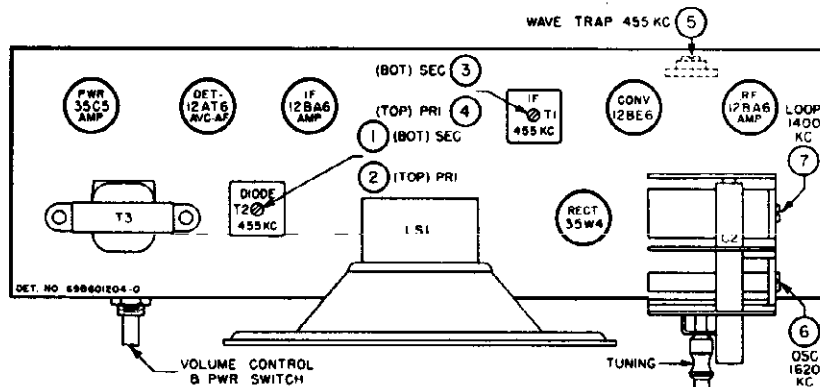 WAVE TRAP 455 KC 5
PWR
35C5
AMP
DET-
12AT6
AVC-AF
IF
12BA6
AMP
(BOT) SEC 3
(TOP) PRI 4
1 (BOT) SEC
2 (TOP) PRI
IF
T1
455 KC
CONV
12BE6
RF
12BA6
AMP
LOOP
1400
KC
7
T3
DIODE
T2
455KC
LS1
RECT
35W4
C2
DET. NO 69B601204-0
6
OSC
1620
KC
VOLUME CONTROL
& PWR SWITCH
TUNING